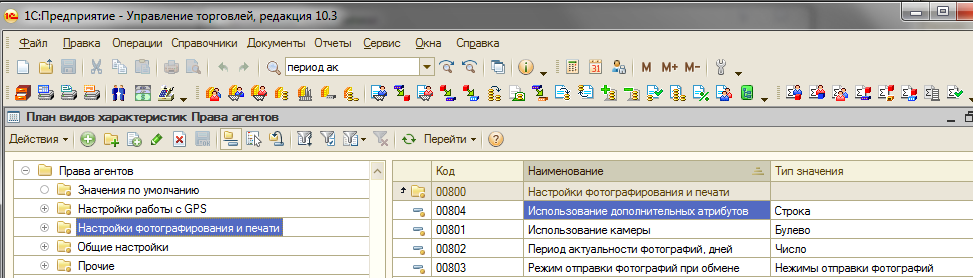 1С:Предприятие - Управление торговлей, редакция 10.3
Файл Правка Операции Справочники Документы Отчеты Сервис Окна Справка
период ак
M M+ M-
План видов характеристик Права агентов
Действия Перейти
Права агентов
Значения по умолчанию
Настройки работы с GPS
Настройки фотографирования и печати
Общие настройки
Прочие
Код Наименование Тип значения
00800 Настройки фотографирования и печати
00804 Использование дополнительных атрибутов Строка
00801 Использование камеры Булево
00802 Период актуальности фотографий, дней Число
00803 Режим отправки фотографий при обмене Нежимы отправки фотографий